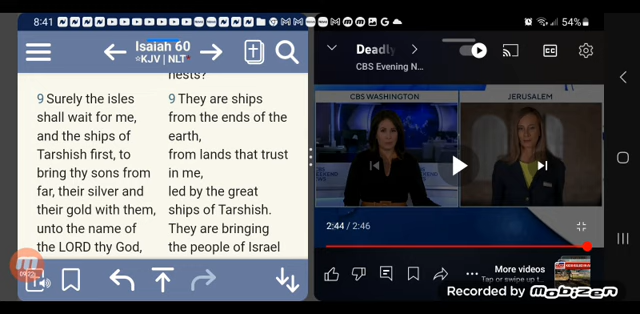 8:41
54%
Isaiah 60
☆KJV | NLT*
nests?
9 Surely the isles
shall wait for me,
and the ships of
Tarshish first, to
bring thy sons from
far, their silver and
their gold with them,
unto the name of
the LORD thy God,
9 They are ships
from the ends of the
earth,
from lands that trust
in me,
led by the great
ships of Tarshish.
They are bringing
the people of Israel
09:22
Deadly
CBS Evening N...
CC
CBS WASHINGTON
JERUSALEM
2:44 / 2:46
More videos
Tap or swipe up t...
Recorded by Mobizen